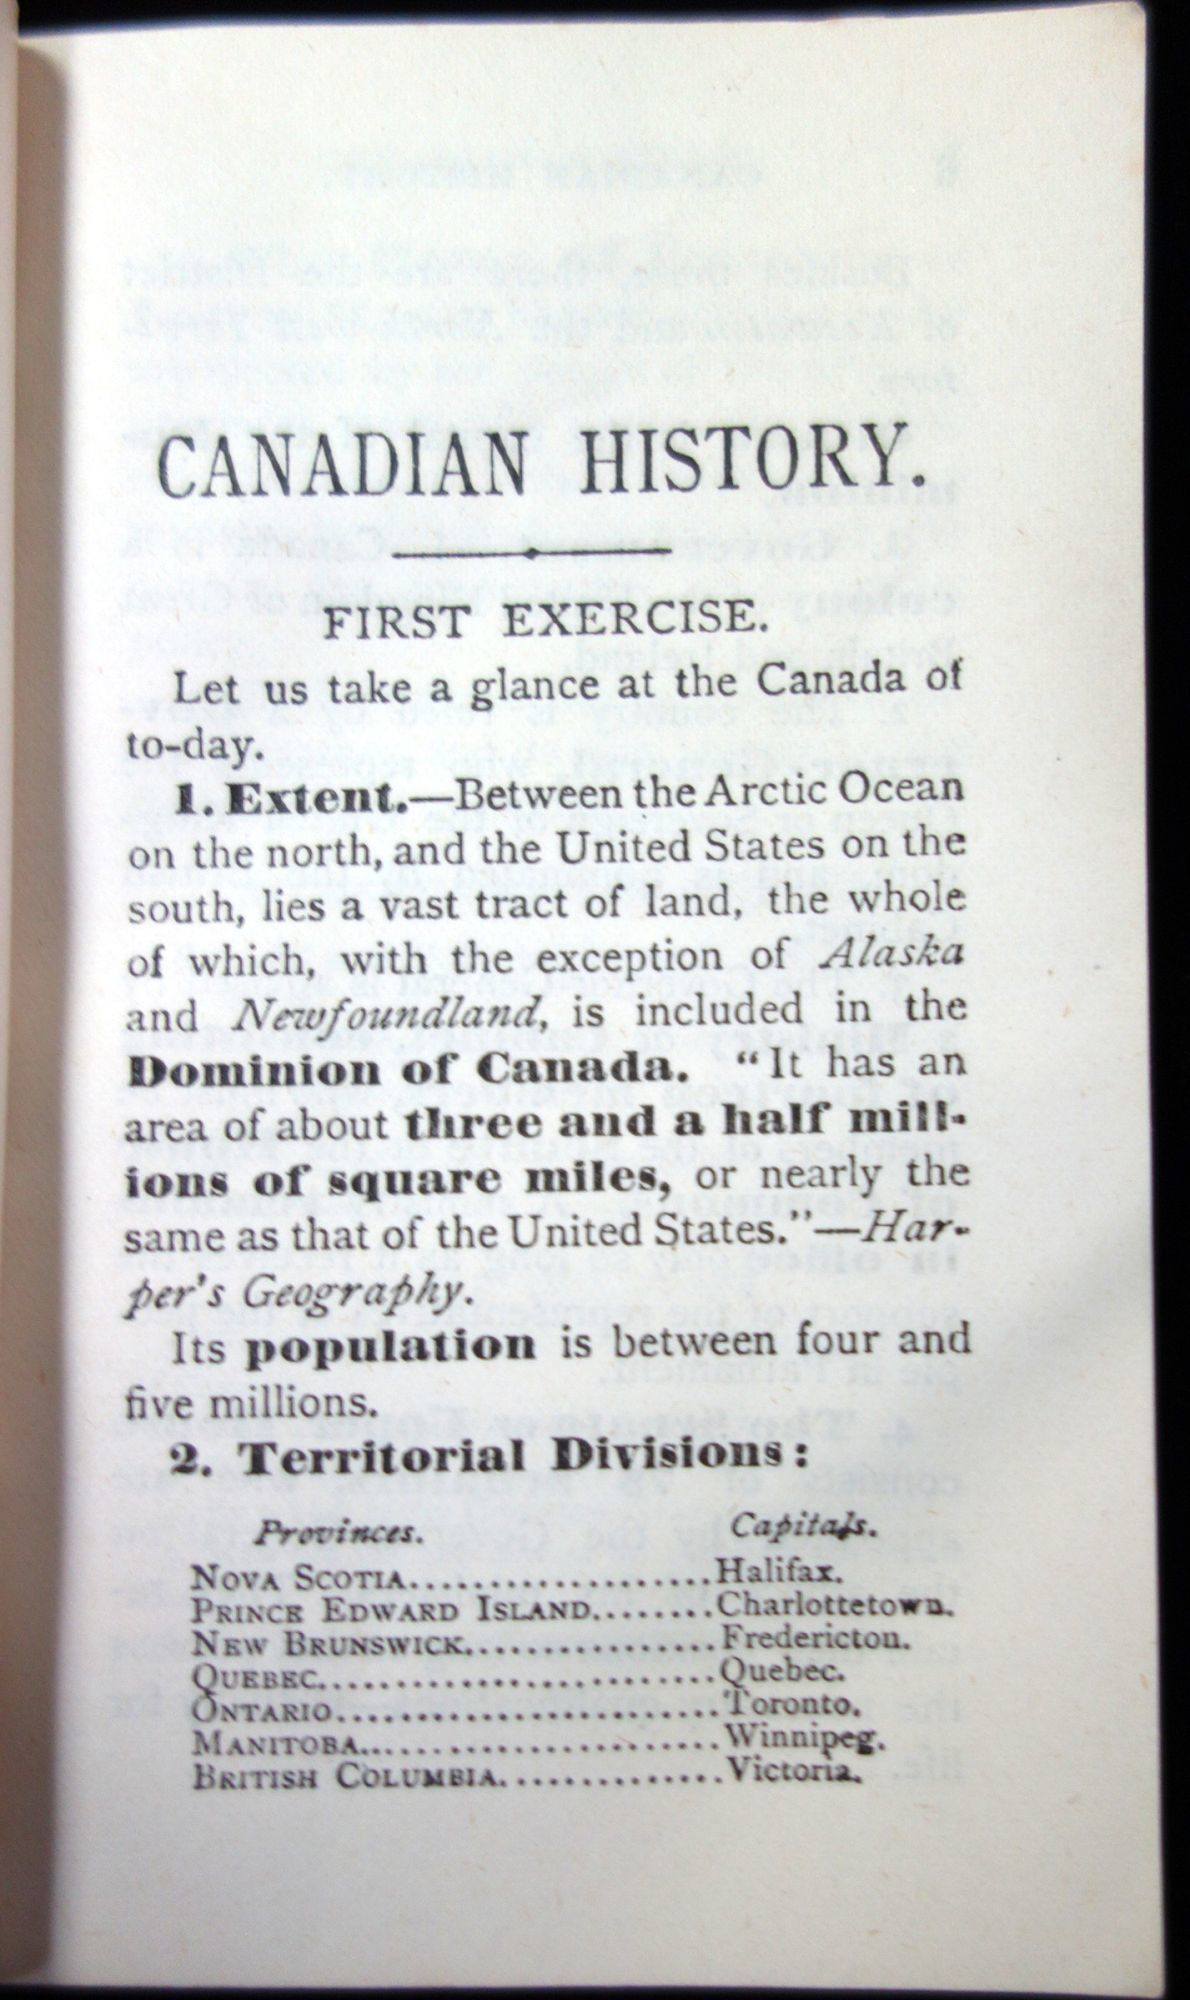 CANADIAN HISTORY.
FIRST EXERCISE.
Let us take a glance at the Canada of
to-day.
1. Extent.—Between the Arctic Ocean
on the north, and the United States on the
south, lies a vast tract of land, the whole
of which, with the exception of Alaska
and Newfoundland, is included in the
Dominion of Canada. "It has an
area of about three and a half mill-
ions of square miles, or nearly the
same as that of the United States."—Har-
per's Geography.
Its population is between four and
five millions.
2. Territorial Divisions:
Provinces. Capitals.
NOVA SCOTIA...................Halifax.
PRINCE EDWARD ISLAND........Charlottetown.
NEW BRUNSWICK................Fredericton.
QUEBEC.........................Quebec.
ONTARIO........................Toronto.
MANITOBA.......................Winnipeg.
BRITISH COLUMBIA..............Victoria.